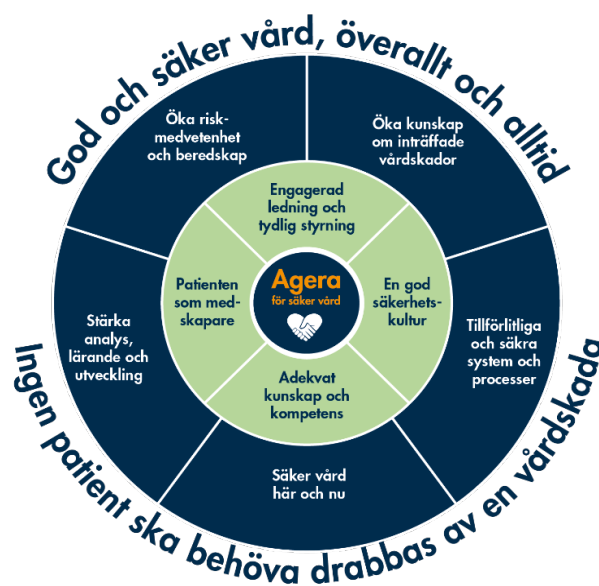 God och säker vård, överallt och alltid
Öka risk-
medvetenhet
och beredskap
Öka kunskap
om inträffade
vårdskador
Engagerad
ledning och
tydlig styrning
Patienten
som med-
skapare
Agera
för säker vård
En god
säkerhets-
kultur
Stärka
analys,
lärande och
utveckling
Tillförlitliga
och säkra
system och
processer
Adekvat
kunskap och
kompetens
Säker vård
här och nu
Ingen patient ska behöva drabbas av en vårdskada